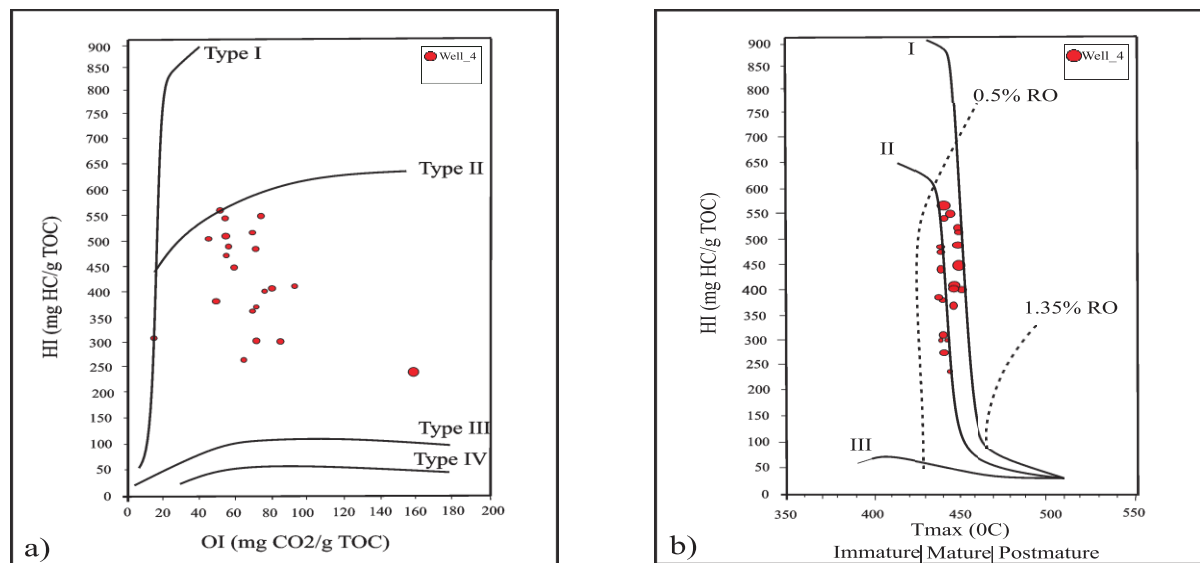 900
850
800
750
700
650
600
550
500
450
400
350
300
250
200
150
100
50
0
HI (mg HC/g TOC)
Type I
Well_4
Type II
Type III
Type IV
0 20 40 60 80 100 120 140 160 180 200
OI (mg CO2/g TOC)
a)
900
850
800
750
700
650
600
550
500
450
400
350
300
250
200
150
100
50
0
HI (mg HC/g TOC)
I
Well_4
0.5% RO
II
1.35% RO
III
350 400 450 500 550
Tmax (0C)
Immature Mature Postmature
b)